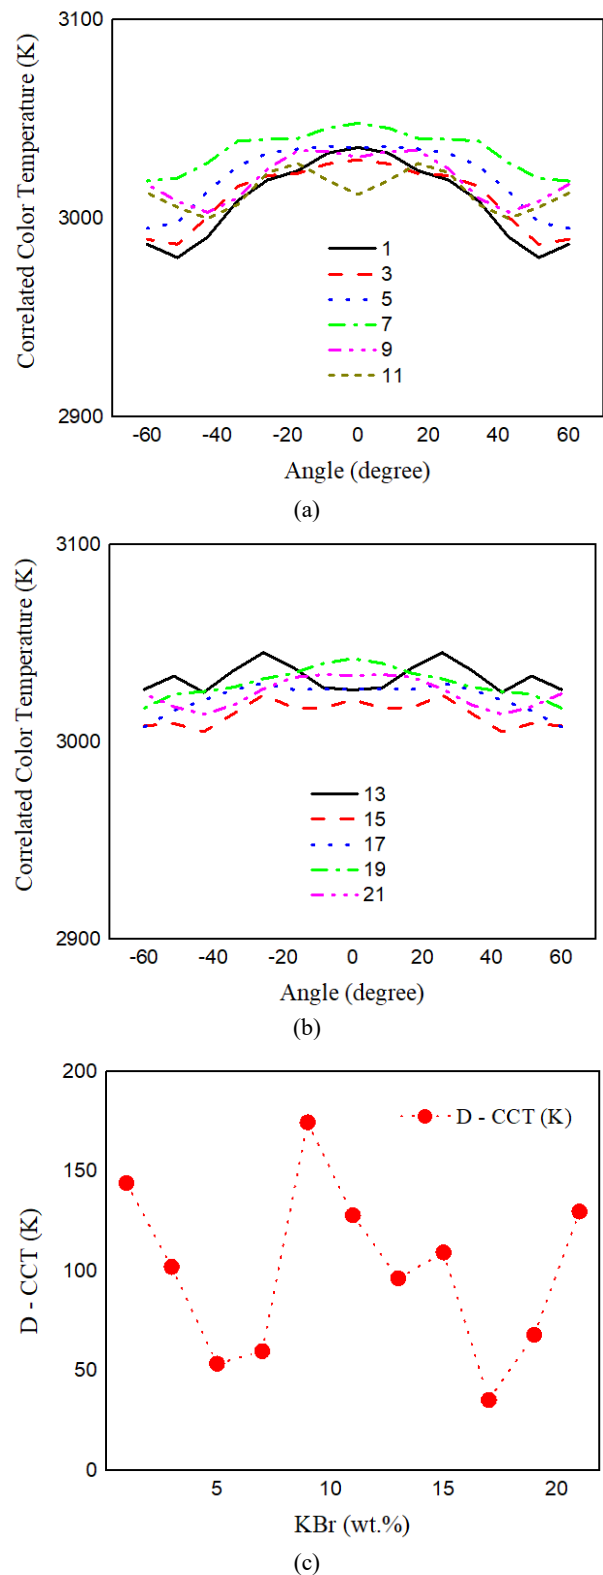 3100
3000
2900
Correlated Color Temperature (K)
1
3
5
7
9
11
-60 -40 -20 0 20 40 60
Angle (degree)
(a)
3100
3000
2900
Correlated Color Temperature (K)
13
15
17
19
21
-60 -40 -20 0 20 40 60
Angle (degree)
(b)
200
150
100
50
0
D - CCT (K)
D - CCT (K)
5 10 15 20
KBr (wt.%)
(c)